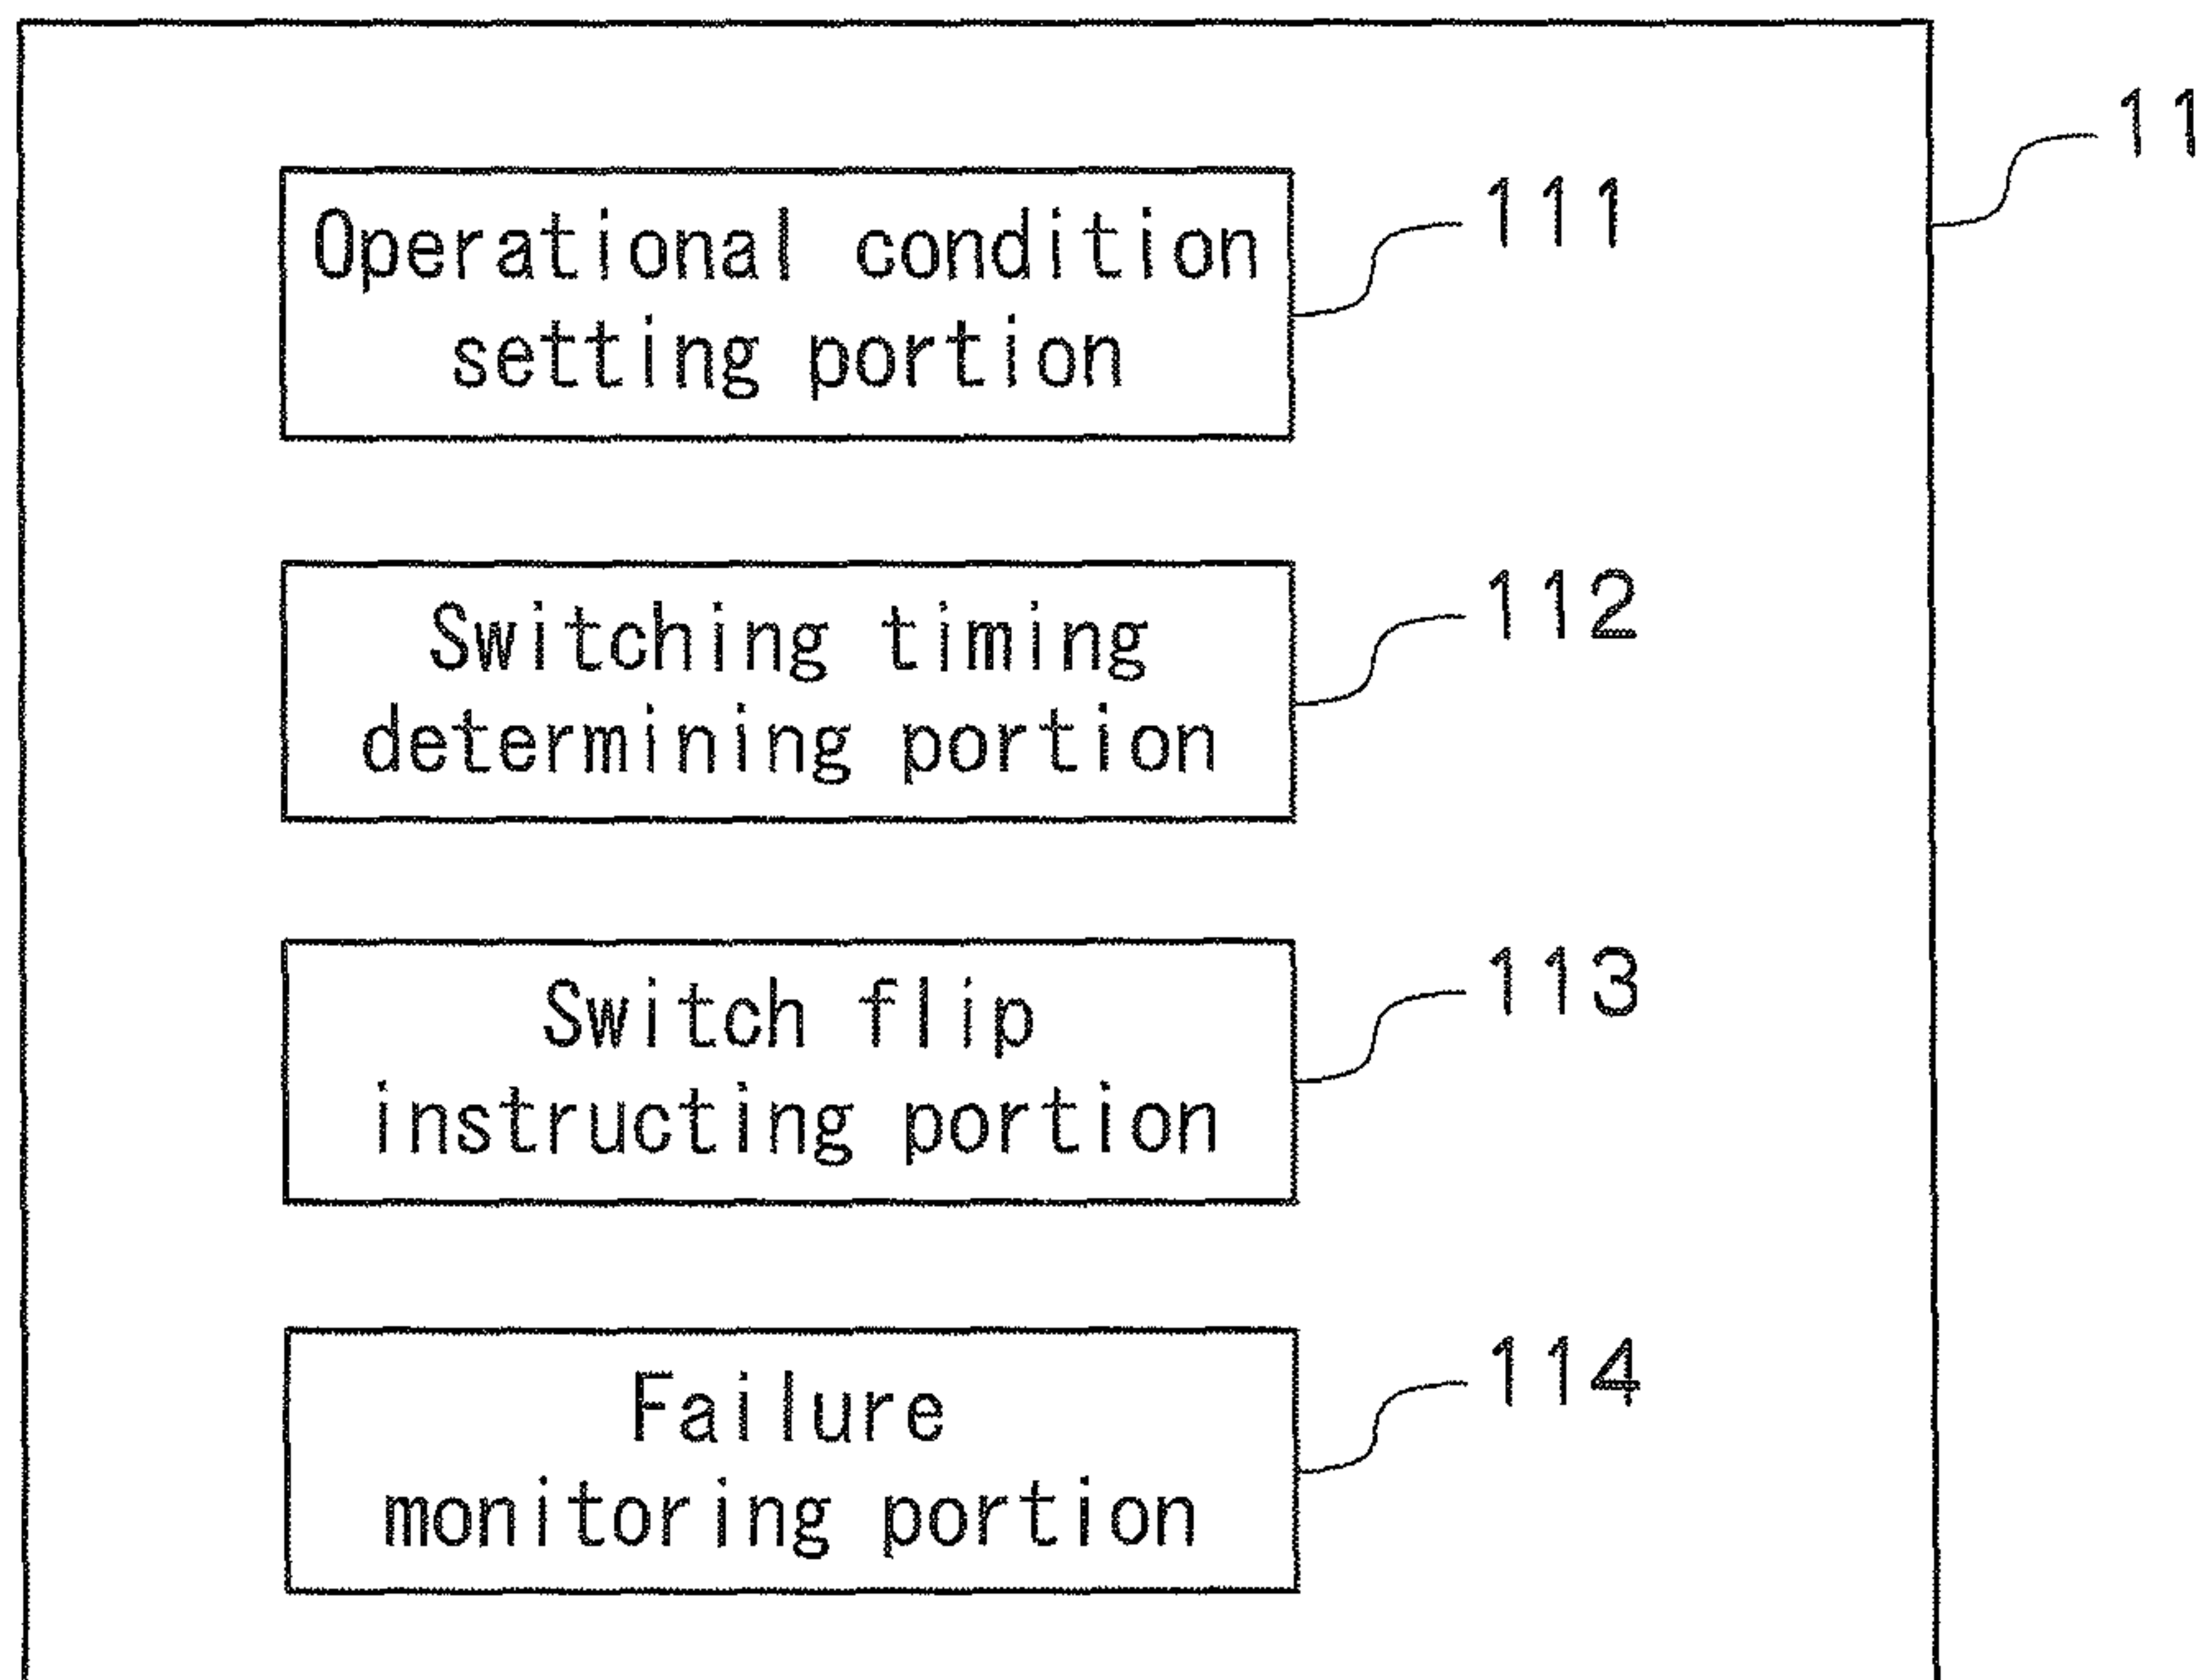 11
Operational condition
setting portion
111
Switching timing
determining portion
112
Switch flip
instructing portion
113
Failure
monitoring portion
114